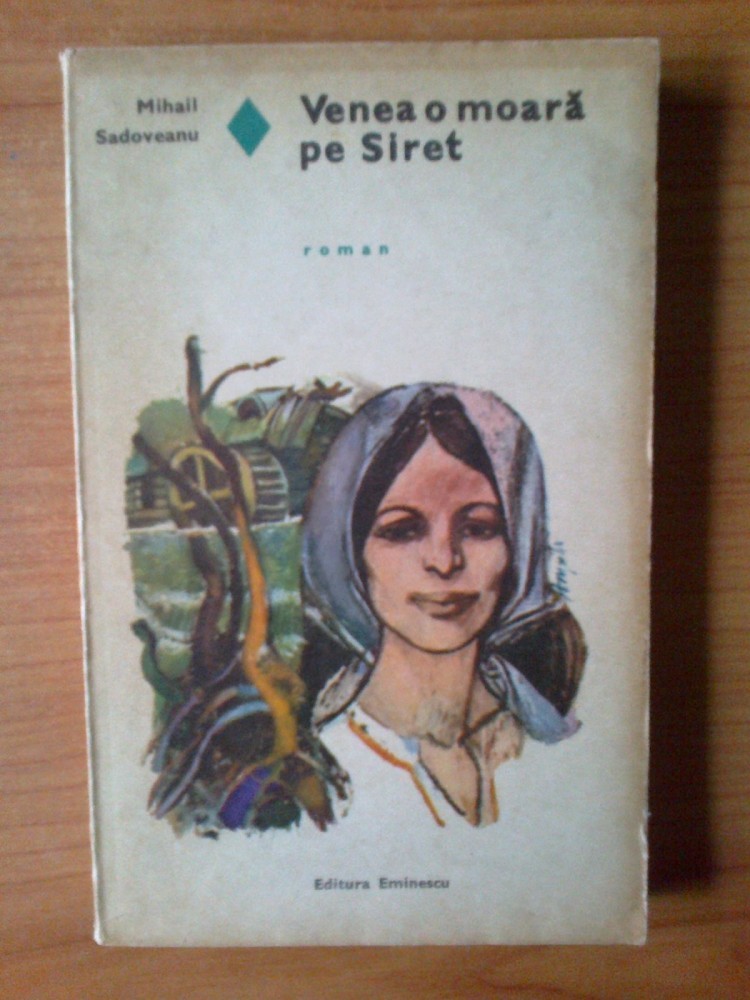 Mihail
Sadoveanu
Venea o moară
pe Siret
roman
Editura Eminescu